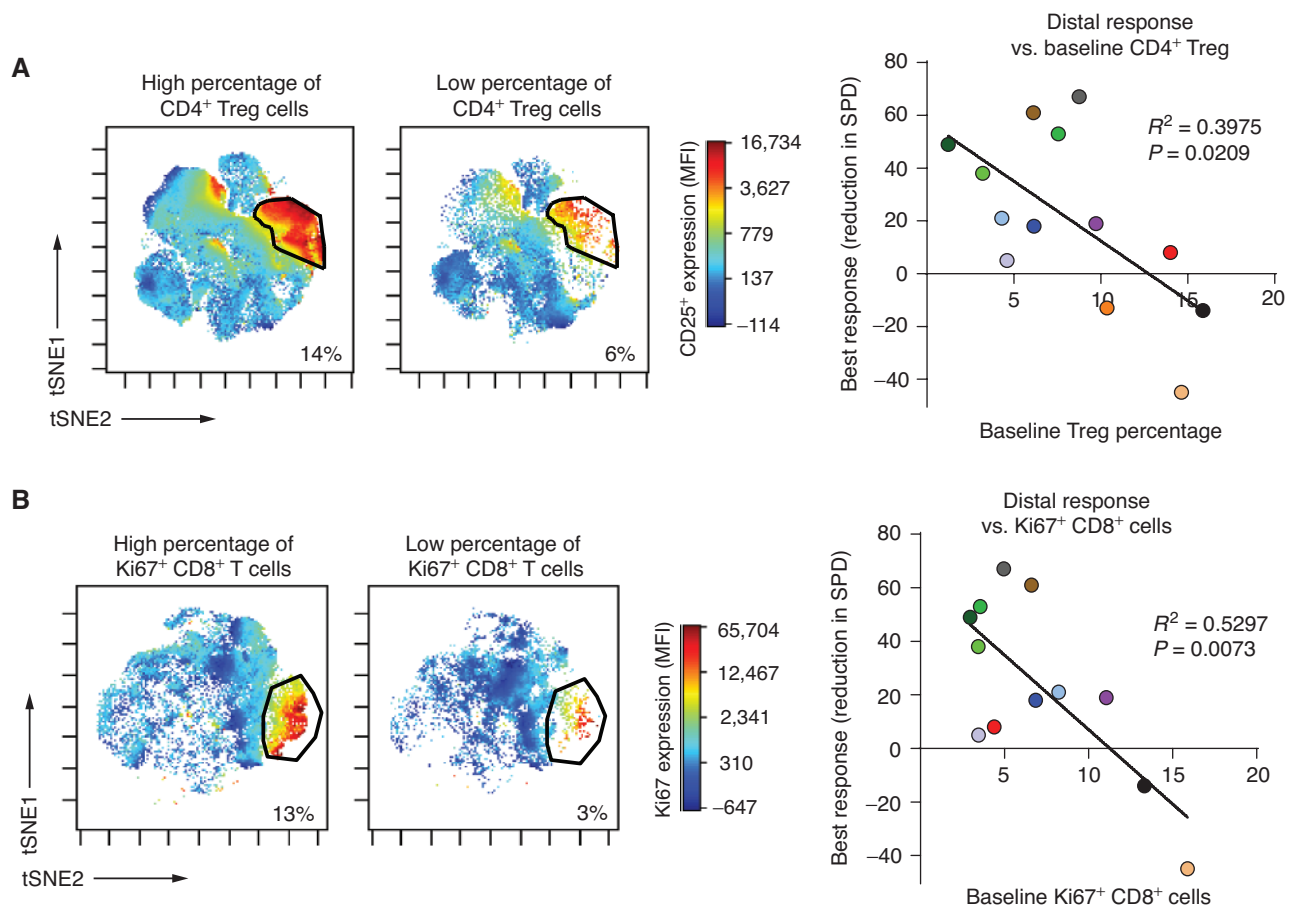 A
High percentage of
CD4+ Treg cells
Low percentage of
CD4+ Treg cells
14%
6%
tSNE1
tSNE2
CD25+ expression (MFI)
16,734
3,627
779
137
−114
Distal response
vs. baseline CD4+ Treg
Best response (reduction in SPD)
80
60
40
20
0
−20
−40
5
10
15
20
R2 = 0.3975
P = 0.0209
Baseline Treg percentage
B
High percentage of
Ki67+ CD8+ T cells
Low percentage of
Ki67+ CD8+ T cells
13%
3%
tSNE1
tSNE2
Ki67 expression (MFI)
65,704
12,467
2,341
310
−647
Distal response
vs. Ki67+ CD8+ cells
Best response (reduction in SPD)
80
60
40
20
0
−20
−40
5
10
15
20
R2 = 0.5297
P = 0.0073
Baseline Ki67+ CD8+ cells